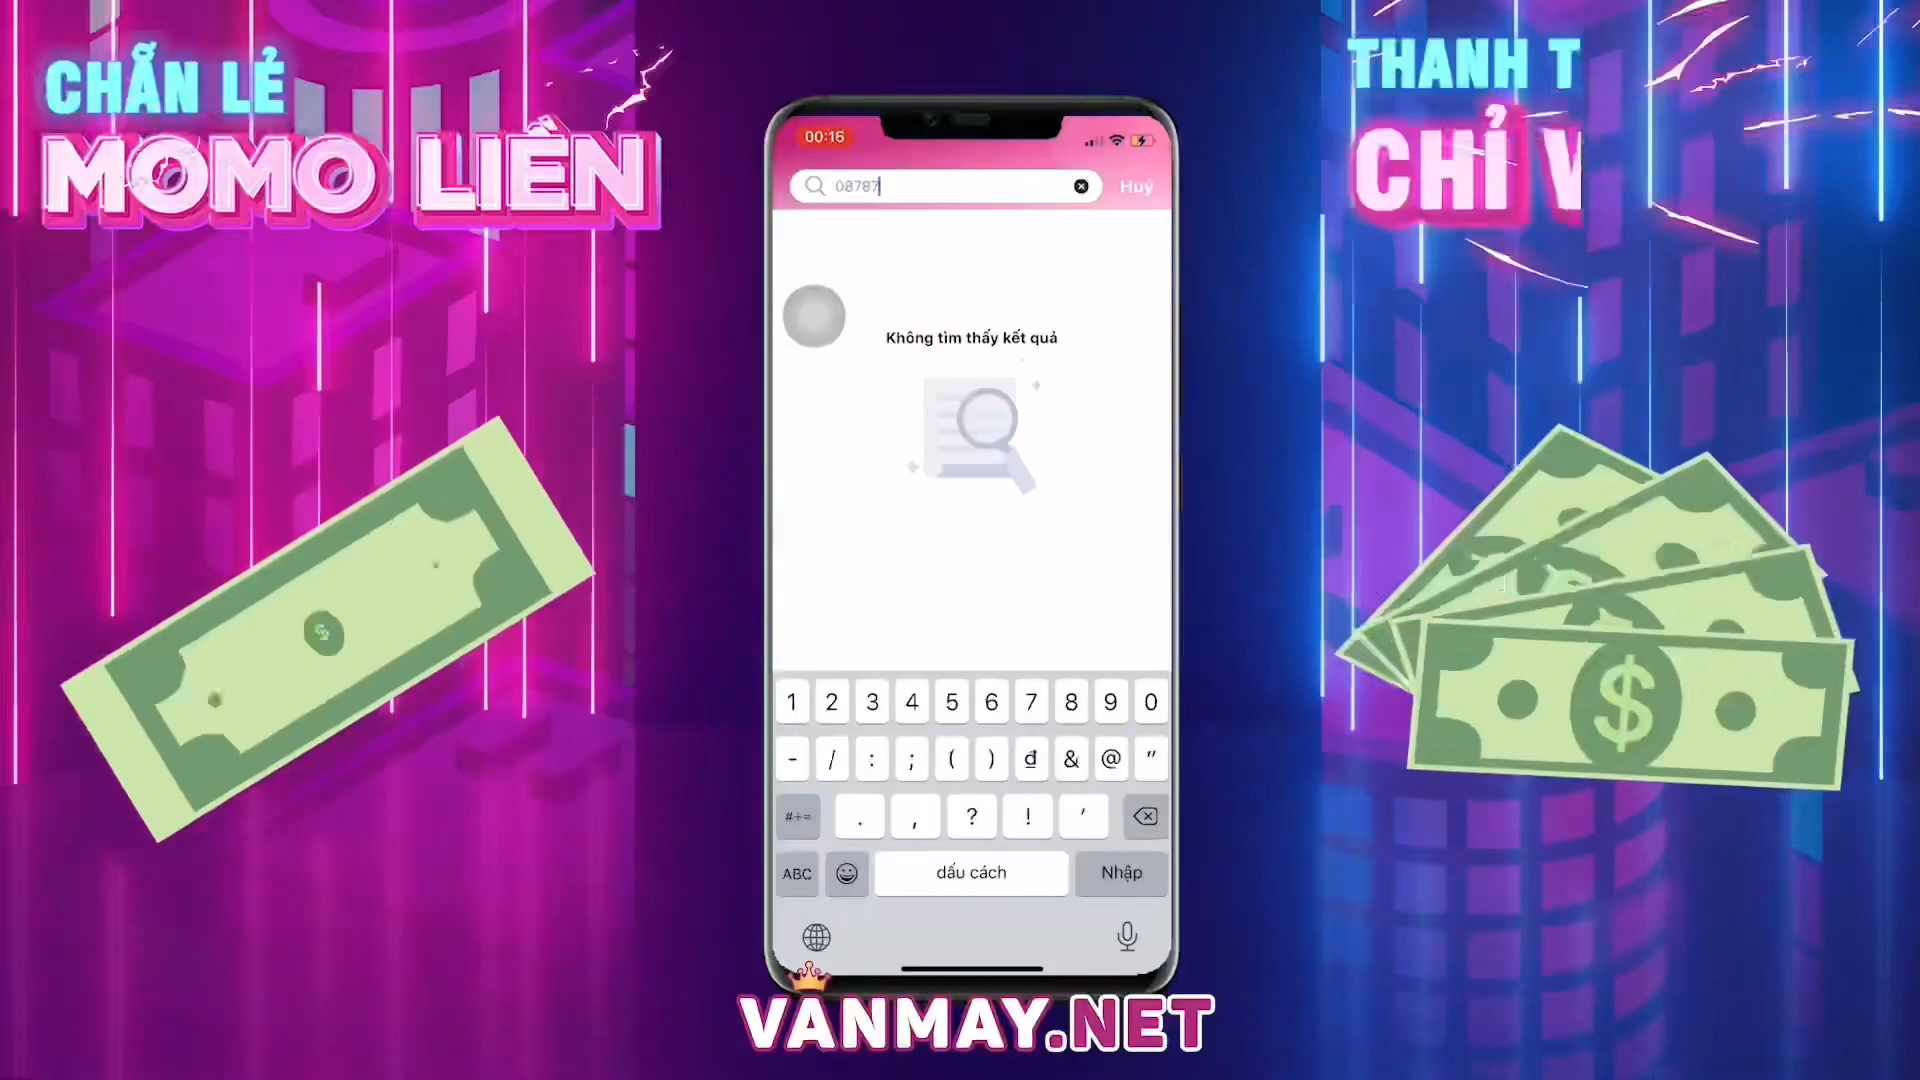 CHẴN LẺ
MOMO LIỀN
THANH T
CHỈ V
00:16
08787
Huỷ
Không tìm thấy kết quả
1 2 3 4 5 6 7 8 9 0
- / : ; ( ) đ & @ "
#+= . , ? ! '
ABC dấu cách Nhập
$
$
VANMAY.NET